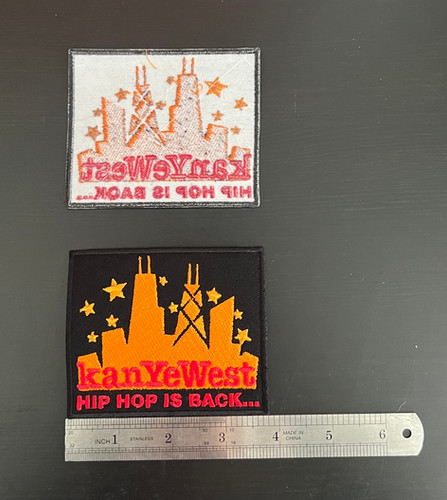 kanYeWest
HIP HOP IS BACK...
kanYeWest
HIP HOP IS BACK...
INCH 1 STAINLESS 2 3 4 MADE IN CHINA 5 6